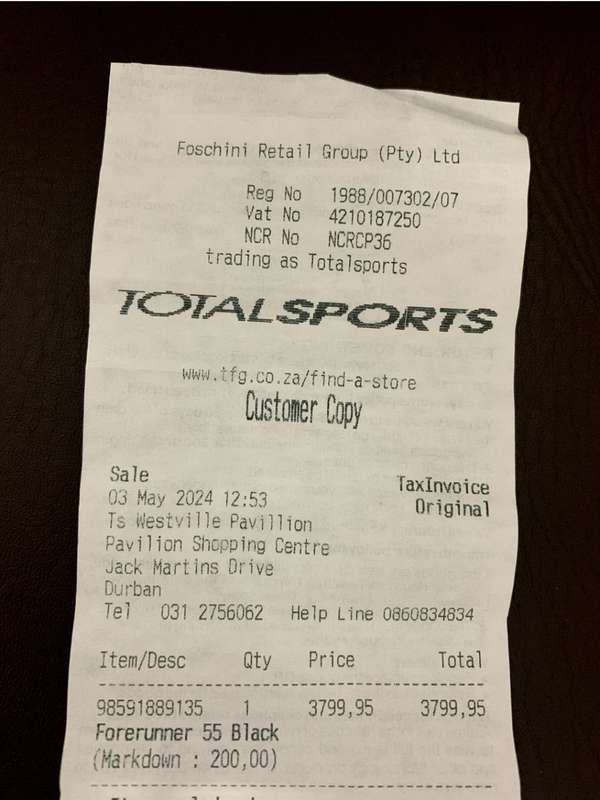 Foschini Retail Group (Pty) Ltd
Reg No 1988/007302/07
Vat No 4210187250
NCR No NCRCP36
trading as Totalsports
TOTALSPORTS
www.tfg.co.za/find-a-store
Customer Copy
Sale
TaxInvoice
03 May 2024 12:53
Original
Ts Westville Pavillion
Pavilion Shopping Centre
Jack Martins Drive
Durban
Tel 031 2756062 Help Line 0860834834
Item/Desc Qty Price Total
98591889135 1 3799,95 3799,95
Forerunner 55 Black
(Markdown : 200,00)